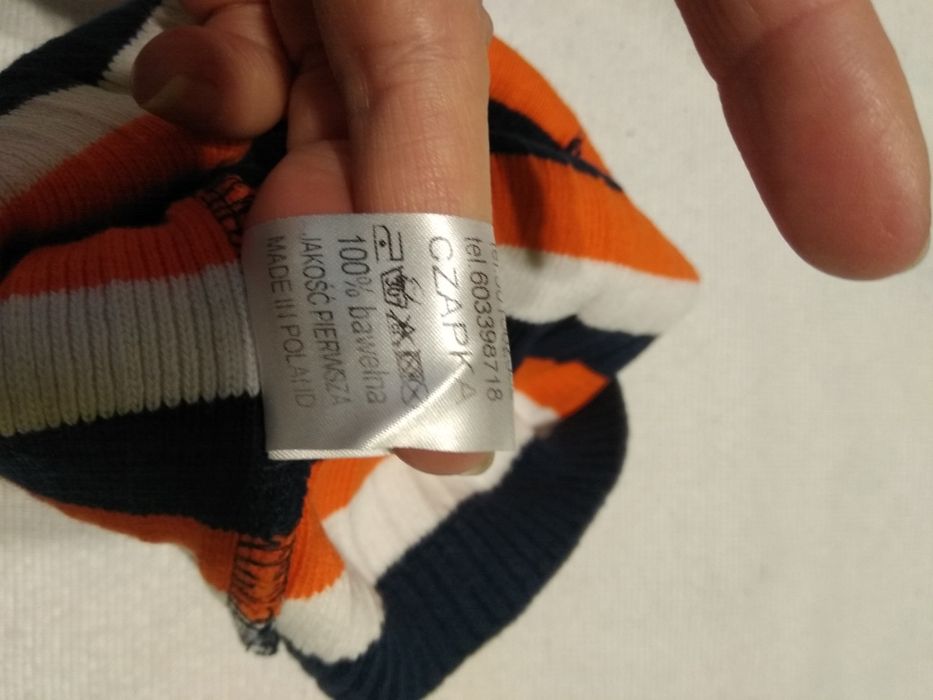 tel.603398718
CZAPKA
100% bawełna
JAKOŚĆ PIERWSZA
MADE IN POLAND